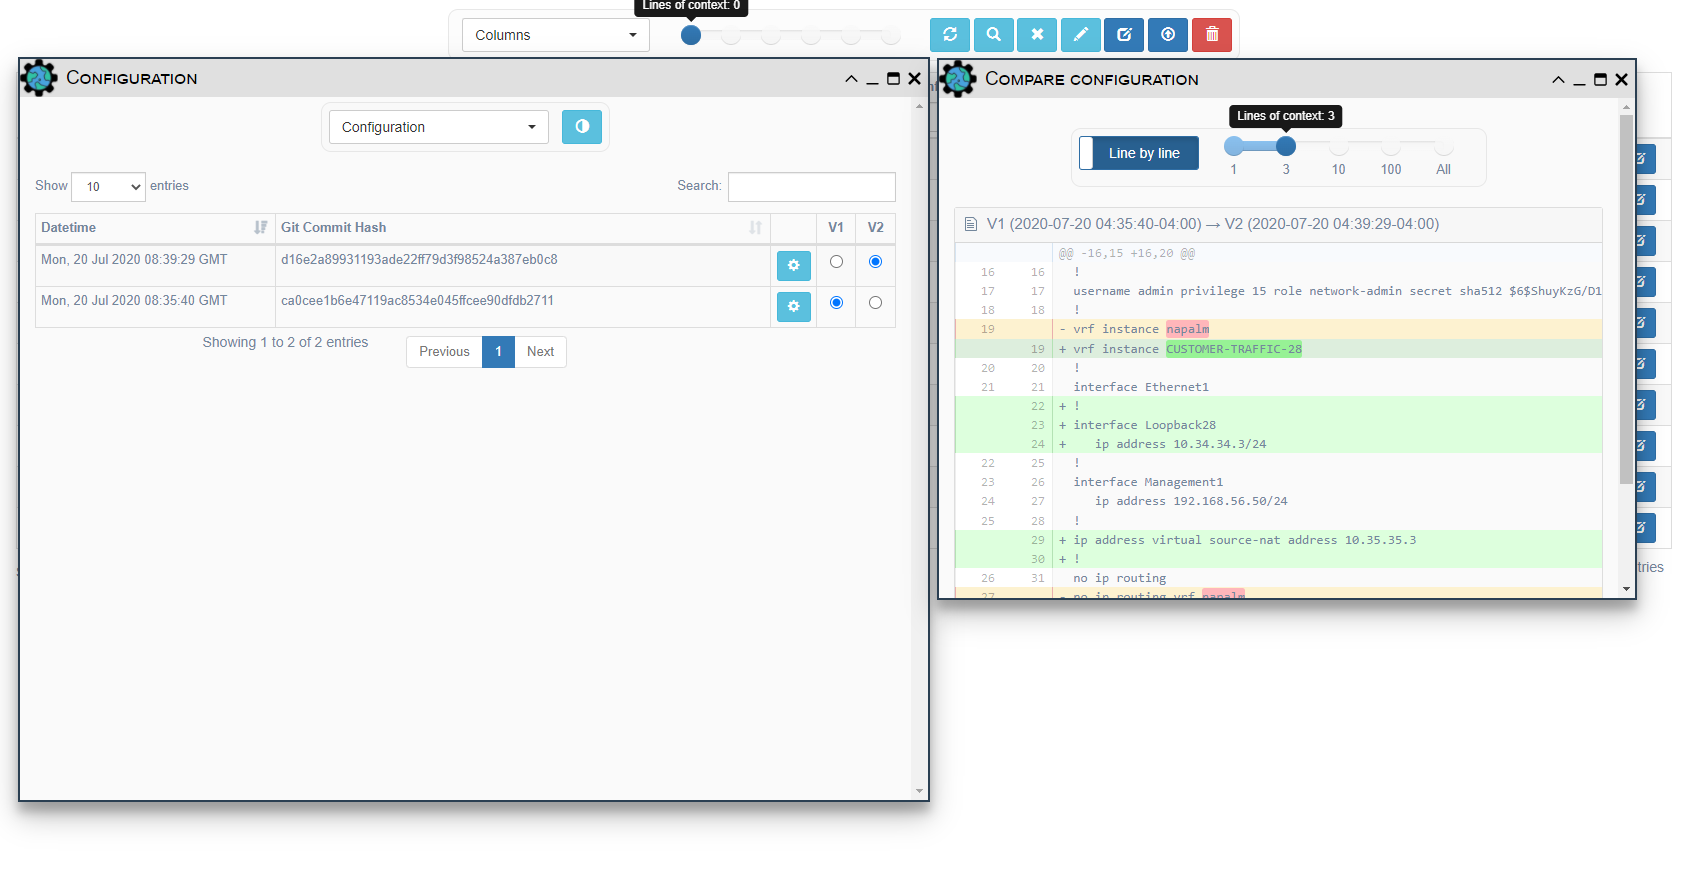 Lines of context: 0
Columns
CONFIGURATION
Configuration
Show 10 entries
Search:
Datetime Git Commit Hash V1 V2
Mon, 20 Jul 2020 08:39:29 GMT d16e2a89931193ade22ff79d3f98524a387eb0c8
Mon, 20 Jul 2020 08:35:40 GMT ca0cee1b6e47119ac8534e045ffcee90dfdb2711
Showing 1 to 2 of 2 entries
Previous 1 Next
COMPARE CONFIGURATION
Lines of context: 3
Line by line
1 3 10 100 All
V1 (2020-07-20 04:35:40-04:00) → V2 (2020-07-20 04:39:29-04:00)
@@ -16,15 +16,20 @@
16 16 !
17 17 username admin privilege 15 role network-admin secret sha512 $6$ShuyKzG/D1
18 18 !
19 - vrf instance napalm
19 + vrf instance CUSTOMER-TRAFFIC-28
20 20 !
21 21 interface Ethernet1
22 + !
23 + interface Loopback28
24 + ip address 10.34.34.3/24
22 25 !
23 26 interface Management1
24 27 ip address 192.168.56.50/24
25 28 !
29 + ip address virtual source-nat address 10.35.35.3
30 + !
26 31 no ip routing
27 - no ip routing vrf napalm
tries